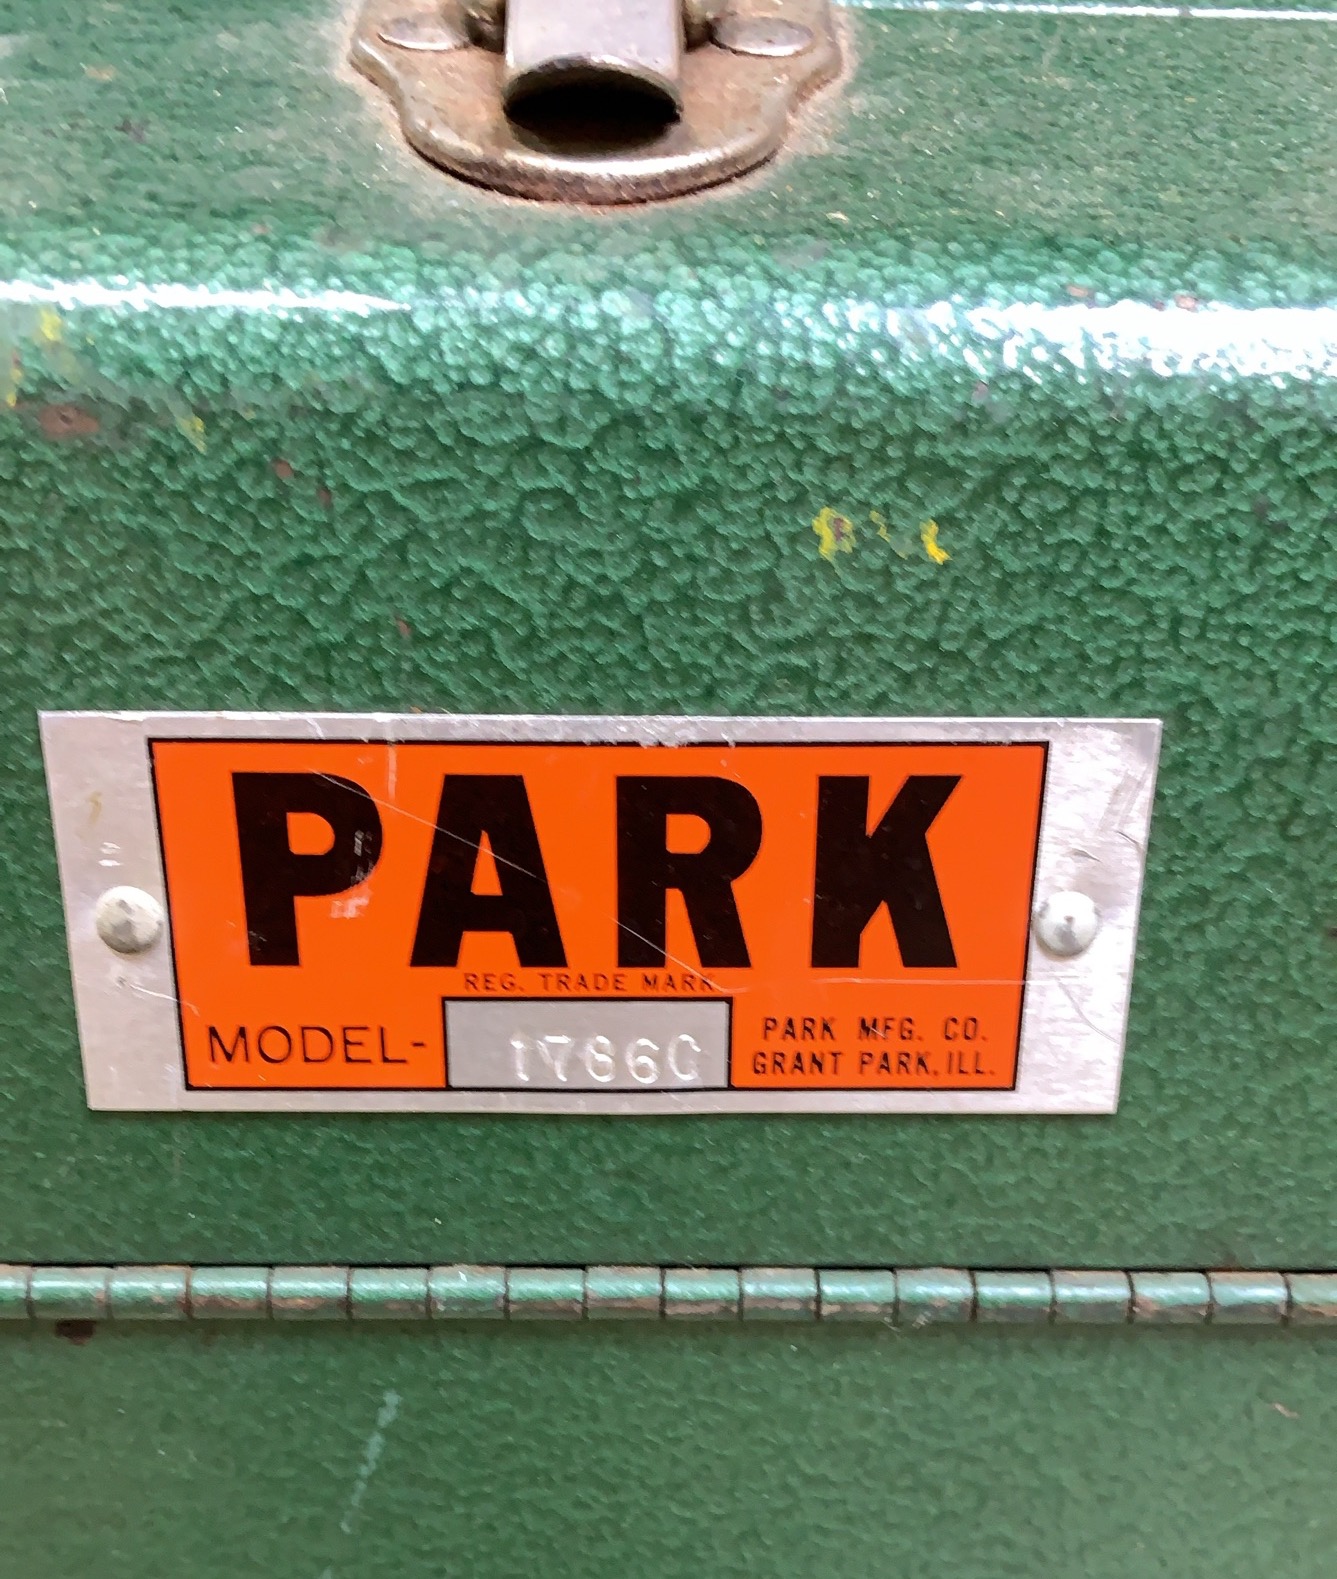 PARK
REG. TRADE MARK
MODEL- 1786C
PARK MFG. CO.
GRANT PARK, ILL.